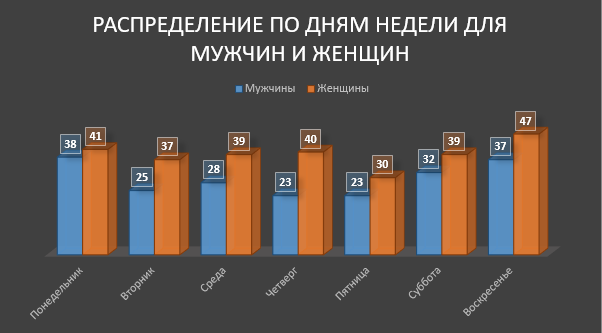 РАСПРЕДЕЛЕНИЕ ПО ДНЯМ НЕДЕЛИ ДЛЯ
МУЖЧИН И ЖЕНЩИН
Мужчины Женщины
38 41 25 37 28 39 23 40 23 30 32 39 37 47
Понедельник Вторник Среда Четверг Пятница Суббота Воскресенье